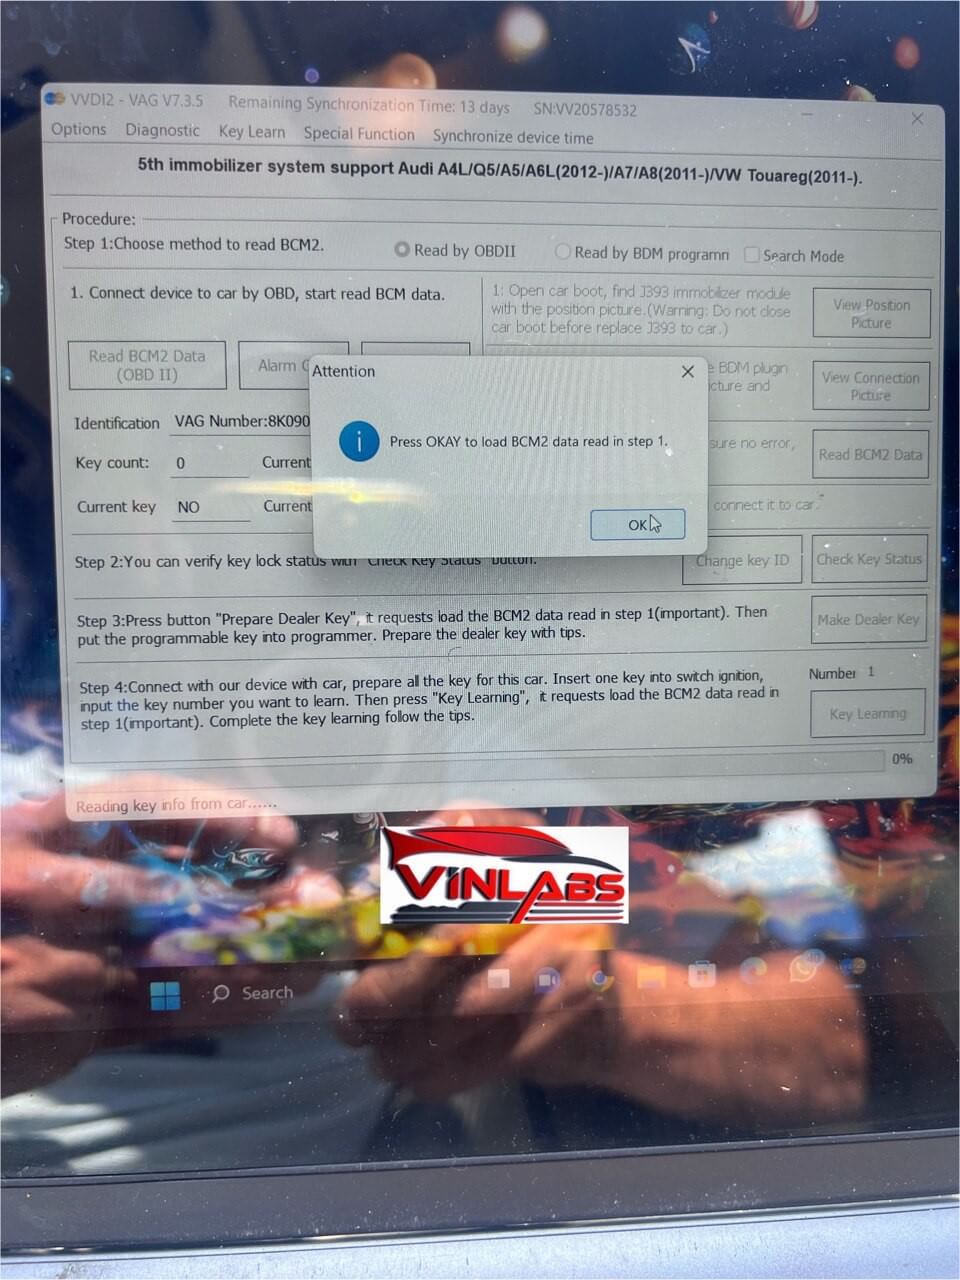 VVDI2 - VAG V7.3.5 Remaining Synchronization Time: 13 days SN:VV20578532
Options Diagnostic Key Learn Special Function Synchronize device time
5th immobilizer system support Audi A4L/Q5/A5/A6L(2012-)/A7/A8(2011-)/VW Touareg(2011-).
Procedure:
Step 1:Choose method to read BCM2. Read by OBDII Read by BDM programn Search Mode
1. Connect device to car by OBD, start read BCM data.
Read BCM2 Data
(OBD II)
Alarm
1: Open car boot, find J393 immobilizer module
with the position picture.(Warning: Do not close
car boot before replace J393 to car.)
View Position
Picture
BDM plugin
cture and
View Connection
Picture
sure no error,
Read BCM2 Data
connect it to car.
Identification VAG Number:8K090
Key count: 0 Current
Current key NO Current
Attention
Press OKAY to load BCM2 data read in step 1.
OK
Step 2:You can verify key lock status with "Check Key Status" button.
Change key ID Check Key Status
Step 3:Press button "Prepare Dealer Key", it requests load the BCM2 data read in step 1(important). Then
put the programmable key into programmer. Prepare the dealer key with tips.
Make Dealer Key
Step 4:Connect with our device with car, prepare all the key for this car. Insert one key into switch ignition,
input the key number you want to learn. Then press "Key Learning", it requests load the BCM2 data read in
step 1(important). Complete the key learning follow the tips.
Number 1
Key Learning
0%
Reading key info from car......
VINLABS
Search